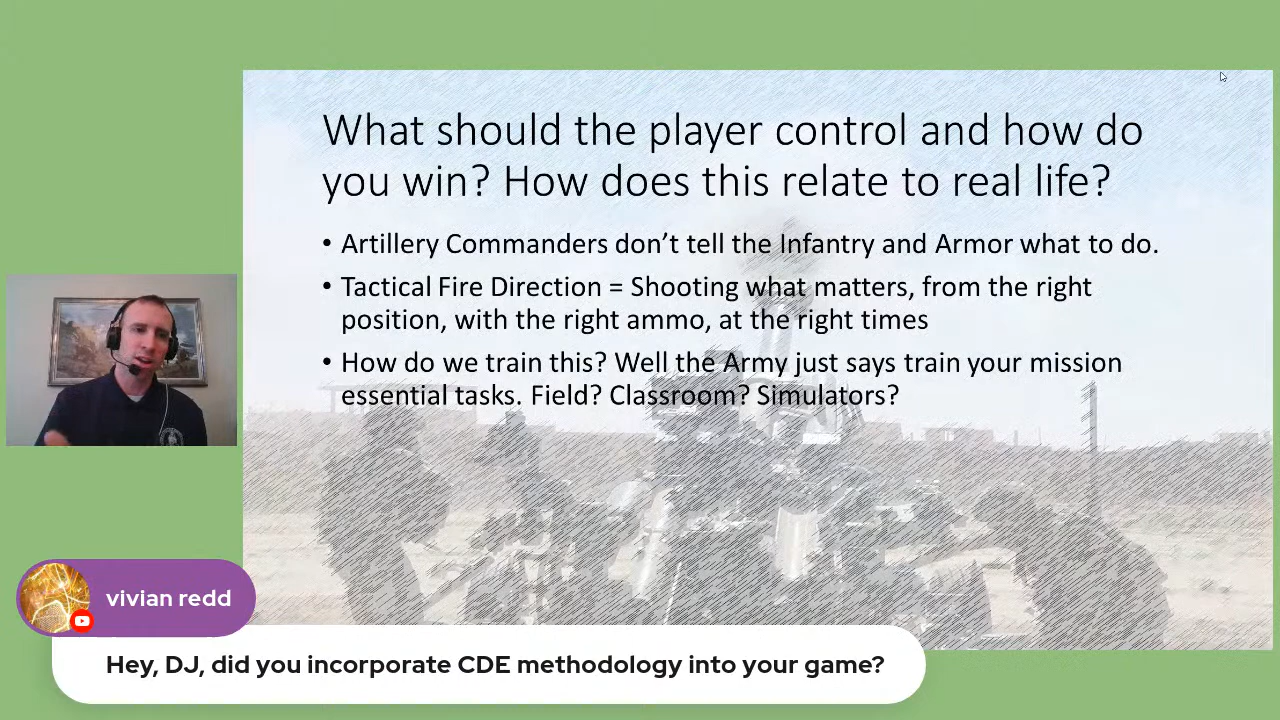 What should the player control and how do
you win? How does this relate to real life?
• Artillery Commanders don’t tell the Infantry and Armor what to do.
• Tactical Fire Direction = Shooting what matters, from the right
position, with the right ammo, at the right times
• How do we train this? Well the Army just says train your mission
essential tasks. Field? Classroom? Simulators?
vivian redd
Hey, DJ, did you incorporate CDE methodology into your game?